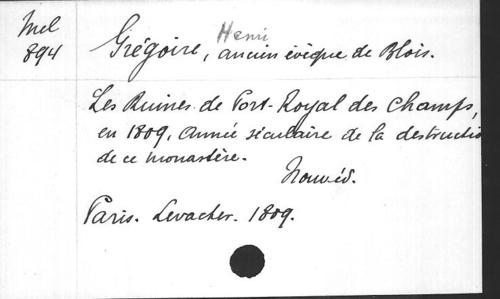 Mel
894
Henri
Grégoire, ancien évêque de Blois.
Les Ruines de Port-Royal des Champs,
en 1809, Année séculaire de la destructio
de ce monastère.
Nouv. éd.
Paris. Levacher. 1809.